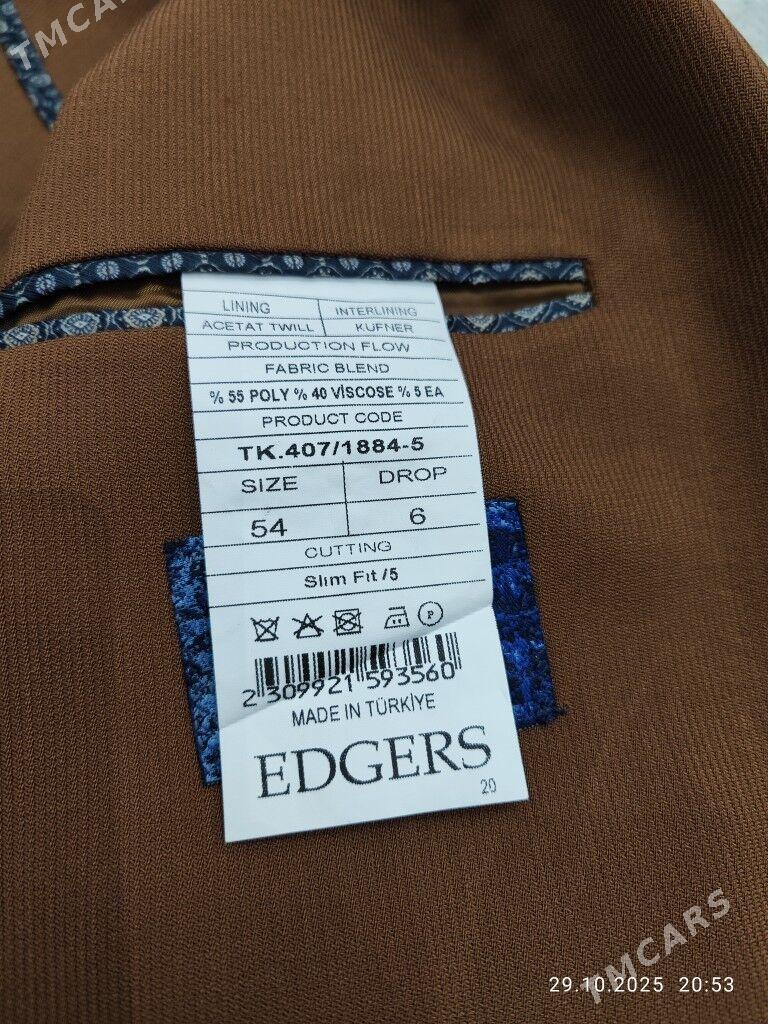 TMCARS
LINING INTERLINING
ACETAT TWILL KUFNER
PRODUCTION FLOW
FABRIC BLEND
% 55 POLY % 40 VİSCOSE % 5 EA
PRODUCT CODE
TK.407/1884-5
SIZE DROP
54 6
CUTTING
Slim Fit /5
P
2 309921 593560
MADE IN TÜRKİYE
EDGERS
20
TMCARS
29.10.2025 20:53